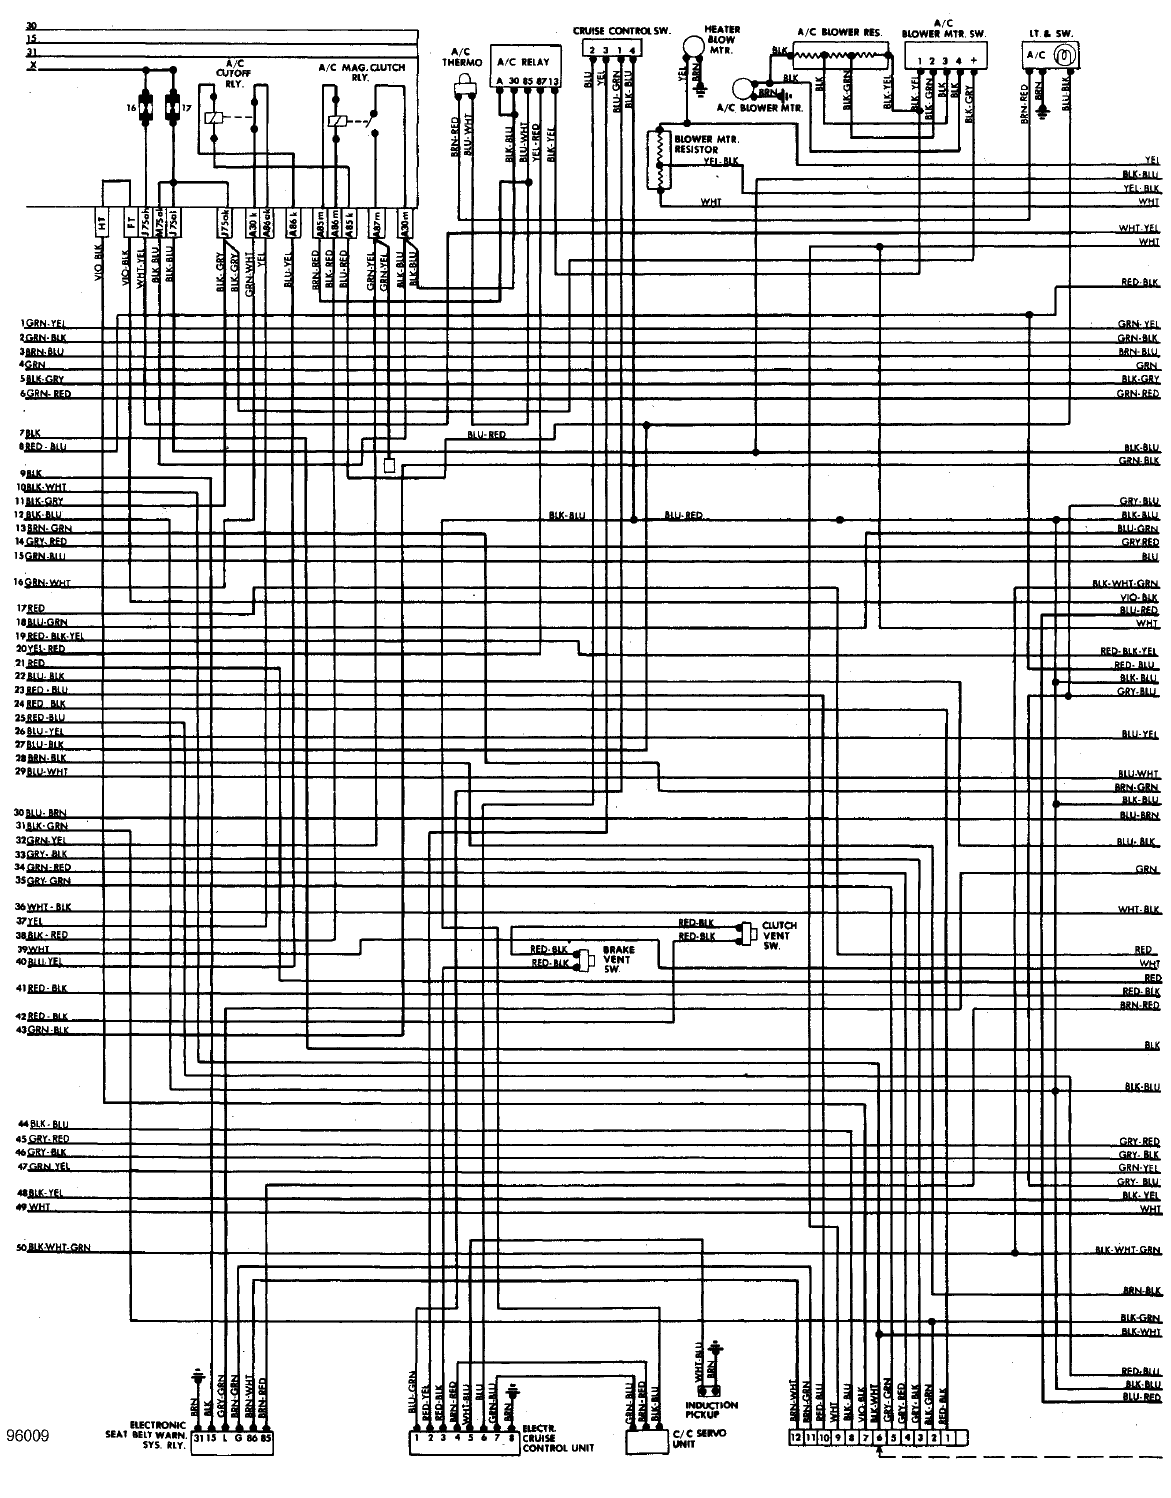 30
15
31
X
A/C
CUTOFF
RLY.
A/C MAG. CLUTCH
RLY.
A/C
THERMO
A/C RELAY
A 30 85 87 13
CRUISE CONTROL SW.
2 3 1 4
HEATER
BLOW
MTR.
A/C BLOWER RES.
A/C
BLOWER MTR. SW.
1 2 3 4 +
LT. & SW.
A/C
16
17
BLK
BLK
BRN
A/C BLOWER MTR.
BLOWER MTR.
RESISTOR
YEL-BLK
WHT
YEL
BRN
BLU
YEL
BLU-GRN
BLK-BLU
BRN-RED
BLU-WHT
BLK-BLU
BLU-WHT
YEL-RED
BLK-YEL
BLK
BLK-GRN
BLK-YEL
BLK-YEL
BLK-GRN
BLK
BLK
BLK-GRY
BRN-RED
BRN
BLU-BLK
HT
FT
J75ah
M75ak
J75ai
J75ak
A30 k
A86ak
A86 k
A85m
A86m
A85 k
A87m
A30m
VIO-BLK
VIO-BLK
WHT-YEL
BLK BLU
BLK-BLU
BLK-GRY
BLK-GRY
GRN-WHT
YEL
BLU-YEL
BRN-RED
BLK-RED
BLU-RED
GRN-YEL
GRN-YEL
BLK-BLU
BLK-BLU
YEL
BLK-BLU
YEL-BLK
WHT
WHT-YEL
WHT
RED-BLK
1 GRN-YEL
GRN-YEL
2 GRN-BLK
GRN-BLK
3 BRN-BLU
BRN-BLU
4 GRN
GRN
5 BLK-GRY
BLK-GRY
6 GRN-RED
GRN-RED
7 BLK
BLU-RED
8 RED-BLU
BLK-BLU
GRN-BLK
9 BLK
10 BLK-WHT
11 BLK-GRY
GRY-BLU
12 BLK-BLU
BLK-BLU
BLU-RED
BLK-BLU
13 BRN-GRN
BLU-GRN
14 GRY RED
GRY RED
15 GRN-BLU
BLU
16 GRN-WHT
BLK-WHT-GRN
VIO-BLK
17 RED
BLU-RED
18 BLU-GRN
WHT
19 RED-BLK-YEL
20 YEL-RED
RED-BLK-YEL
21 RED
RED-BLU
22 BLU-BLK
BLK-BLU
23 RED-BLU
GRY-BLU
24 RED BLK
25 RED-BLU
26 BLU-YEL
BLU-YEL
27 BLU-BLK
28 BRN-BLK
29 BLU-WHT
BLU-WHT
BRN-GRN
BLK-BLU
30 BLU-BRN
BLU-BRN
31 BLK-GRN
32 GRN-YEL
BLU-BLK
33 GRY-BLK
34 GRN-RED
GRN
35 GRY-GRN
36 WHT-BLK
WHT-BLK
37 YEL
38 BLK-RED
39 WHT
RED
40 BLU YEL
WHT
RED
RED-BLK
RED-BLK
CLUTCH
VENT
SW.
RED-BLK
RED-BLK
BRAKE
VENT
SW.
41 RED-BLK
RED-BLK
BRN-RED
42 RED-BLK
43 GRN-BLK
BLK
BLK-BLU
44 BLK-BLU
45 GRY-RED
GRY-RED
46 GRY-BLK
GRY-BLK
47 GRN YEL
GRN-YEL
GRY-BLU
48 BLK-YEL
BLK-YEL
49 WHT
WHT
50 BLK-WHT-GRN
BLK-WHT-GRN
BRN-BLK
BLK-GRN
BLK-WHT
RED-BLU
BLK-BLU
BLU-RED
BRN
BLK
GRY-GRN
BRN-GRN
BRN-WHT
BRN-RED
31 15 L G 86 85
ELECTRONIC
SEAT BELT WARN.
SYS. RLY.
BLU-GRN
RED-YEL
RED-BLK
BRN-RED
WHT-BLU
BLU
GRN-BLU
BRN
1 2 3 4 5 6 7 8
ELECTR.
CRUISE
CONTROL UNIT
GRN-BLU
BRN-RED
BLK-BLU
C/C SERVO
UNIT
WHT-BLU
BRN
INDUCTION
PICKUP
BRN-WHT
BRN-GRN
RED-BLU
WHT
BLK-BLU
VIO-BLK
BLK-WHT
GRY-GRN
GRY-RED
GRY-BLK
BLK-GRN
RED-BLK
12 11 10 9 8 7 6 5 4 3 2 1
96009